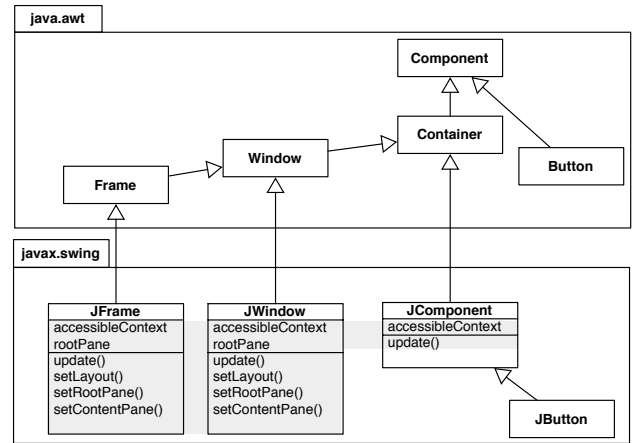 java.awt
Component
Container
Window
Button
Frame
javax.swing
JFrame
accessibleContext
rootPane
update()
setLayout()
setRootPane()
setContentPane()
JWindow
accessibleContext
rootPane
update()
setLayout()
setRootPane()
setContentPane()
JComponent
accessibleContext
update()
JButton